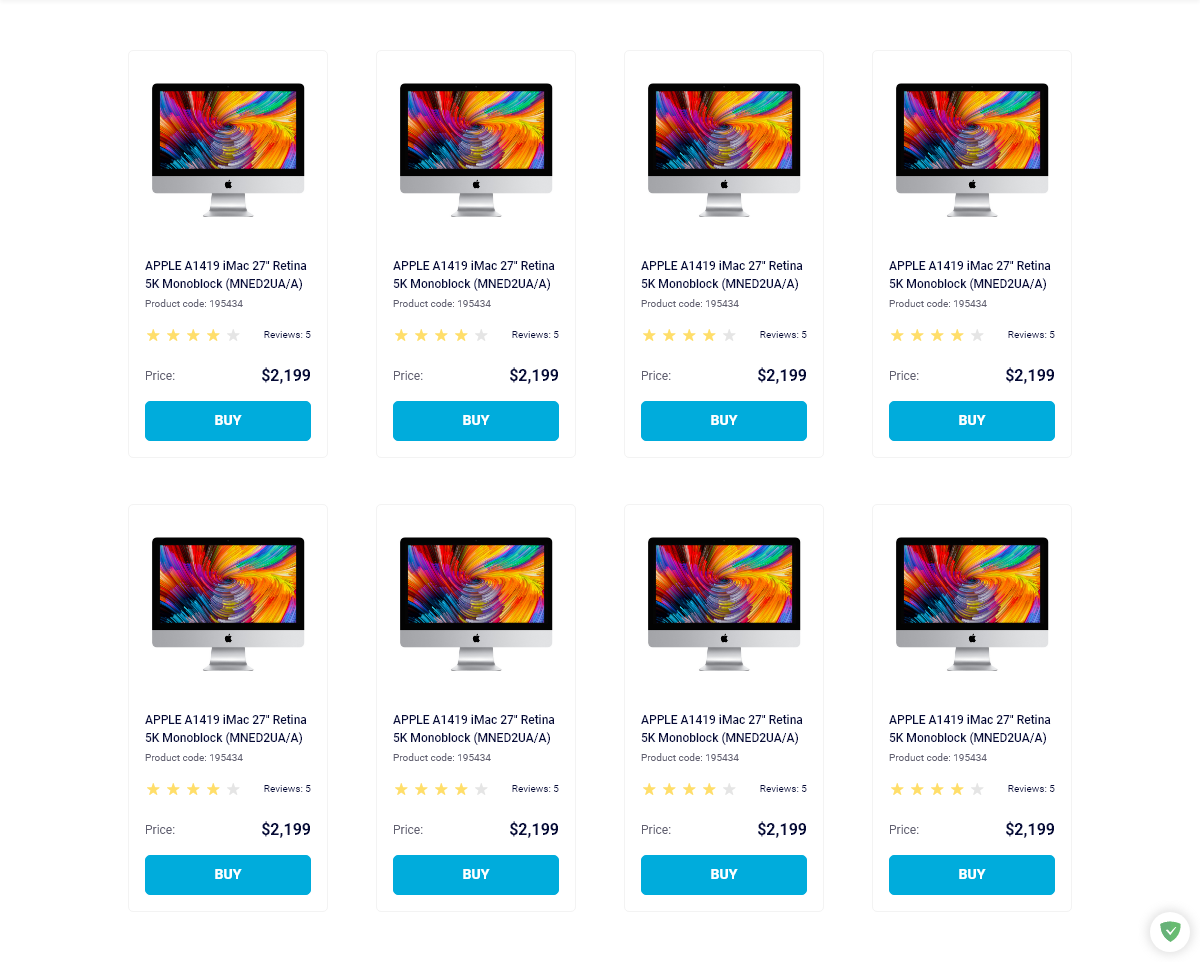 APPLE A1419 iMac 27" Retina
5K Monoblock (MNED2UA/A)
Product code: 195434
Reviews: 5
Price: $2,199
BUY
APPLE A1419 iMac 27" Retina
5K Monoblock (MNED2UA/A)
Product code: 195434
Reviews: 5
Price: $2,199
BUY
APPLE A1419 iMac 27" Retina
5K Monoblock (MNED2UA/A)
Product code: 195434
Reviews: 5
Price: $2,199
BUY
APPLE A1419 iMac 27" Retina
5K Monoblock (MNED2UA/A)
Product code: 195434
Reviews: 5
Price: $2,199
BUY
APPLE A1419 iMac 27" Retina
5K Monoblock (MNED2UA/A)
Product code: 195434
Reviews: 5
Price: $2,199
BUY
APPLE A1419 iMac 27" Retina
5K Monoblock (MNED2UA/A)
Product code: 195434
Reviews: 5
Price: $2,199
BUY
APPLE A1419 iMac 27" Retina
5K Monoblock (MNED2UA/A)
Product code: 195434
Reviews: 5
Price: $2,199
BUY
APPLE A1419 iMac 27" Retina
5K Monoblock (MNED2UA/A)
Product code: 195434
Reviews: 5
Price: $2,199
BUY